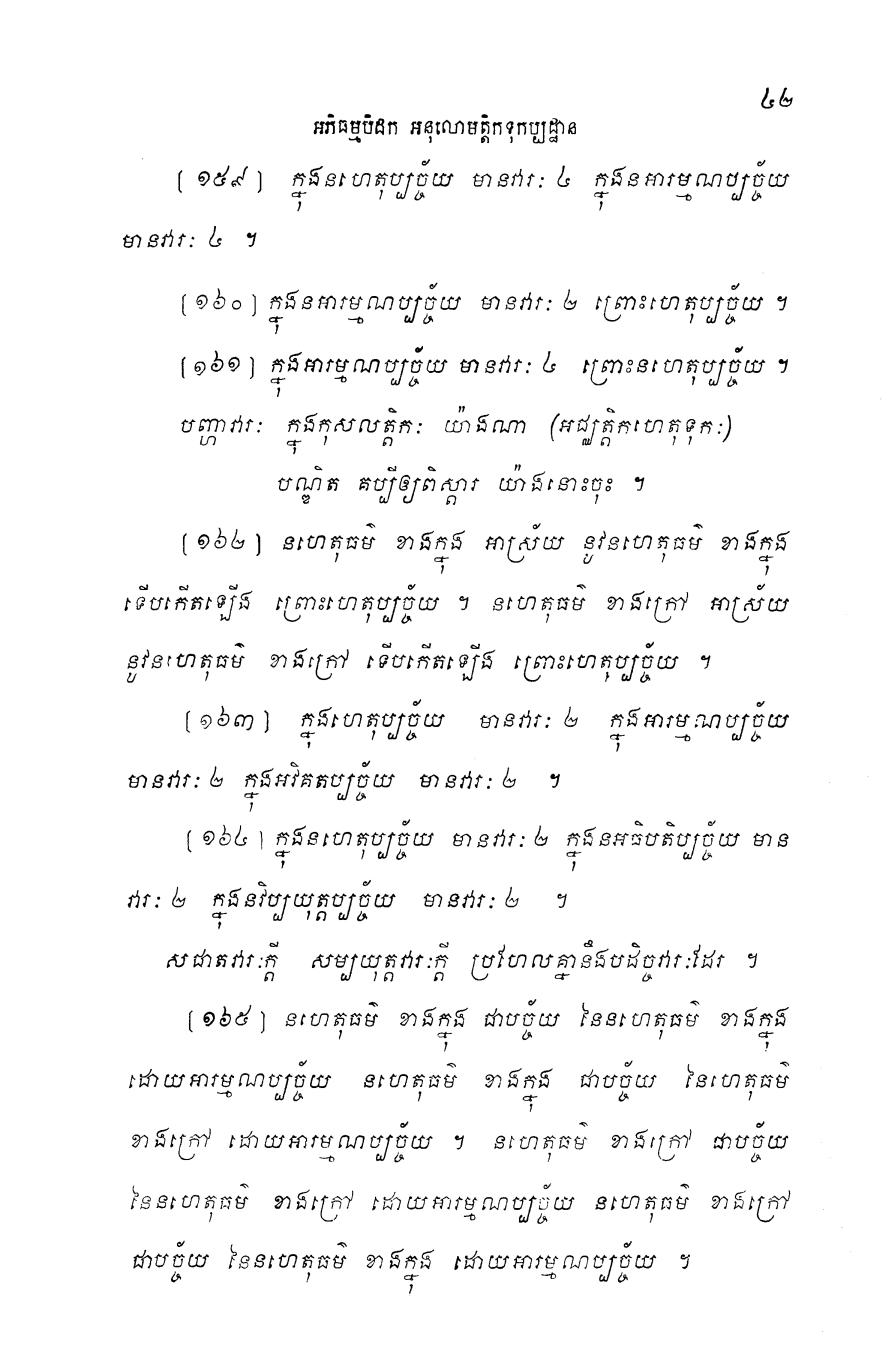 ៤២
អភិធម្មបិដក អនុលោមត្តិកទុកប្បដ្ឋាន
[ ១៥៩ ] ក្នុងនហេតុប្បច្ច័យ មានវារៈ ៤ ក្នុងនអារម្មណប្បច្ច័យ
មានវារៈ ៤ ។
[ ១៦០ ] ក្នុងនអារម្មណប្បច្ច័យ មានវារៈ ២ ព្រោះហេតុប្បច្ច័យ ។
[ ១៦១ ] ក្នុងអារម្មណប្បច្ច័យ មានវារៈ ៤ ព្រោះនហេតុប្បច្ច័យ ។
បញ្ហាវារៈ ក្នុងកុសលត្តិកៈ យ៉ាងណា (អជ្ឈត្តិកហេតុទុកៈ)
បណ្ឌិត គប្បីឲ្យពិស្តារ យ៉ាងនោះចុះ ។
[ ១៦២ ] នហេតុធម៌ ខាងក្នុង អាស្រ័យ នូវនហេតុធម៌ ខាងក្នុង
ទើបកើតឡើង ព្រោះហេតុប្បច្ច័យ ។ នហេតុធម៌ ខាងក្រៅ អាស្រ័យ
នូវនហេតុធម៌ ខាងក្រៅ ទើបកើតឡើង ព្រោះហេតុប្បច្ច័យ ។
[ ១៦៣ ] ក្នុងហេតុប្បច្ច័យ មានវារៈ ២ ក្នុងអារម្មណប្បច្ច័យ
មានវារៈ ២ ក្នុងអវិគតប្បច្ច័យ មានវារៈ ២ ។
[ ១៦៤ ] ក្នុងនហេតុប្បច្ច័យ មានវារៈ ២ ក្នុងនអធិបតិប្បច្ច័យ មាន
វារៈ ២ ក្នុងនវិប្បយុត្តប្បច្ច័យ មានវារៈ ២ ។
សជាតវារៈក្តី សម្បយុត្តវារៈក្តី ប្រហែលគ្នានឹងបដិច្ចវារៈដែរ ។
[ ១៦៥ ] នហេតុធម៌ ខាងក្នុង ជាបច្ច័យ នៃនហេតុធម៌ ខាងក្នុង
ដោយអារម្មណប្បច្ច័យ នហេតុធម៌ ខាងក្នុង ជាបច្ច័យ នៃហេតុធម៌
ខាងក្រៅ ដោយអារម្មណប្បច្ច័យ ។ នហេតុធម៌ ខាងក្រៅ ជាបច្ច័យ
នៃនហេតុធម៌ ខាងក្រៅ ដោយអារម្មណប្បច្ច័យ នហេតុធម៌ ខាងក្រៅ
ជាបច្ច័យ នៃនហេតុធម៌ ខាងក្នុង ដោយអារម្មណប្បច្ច័យ ។